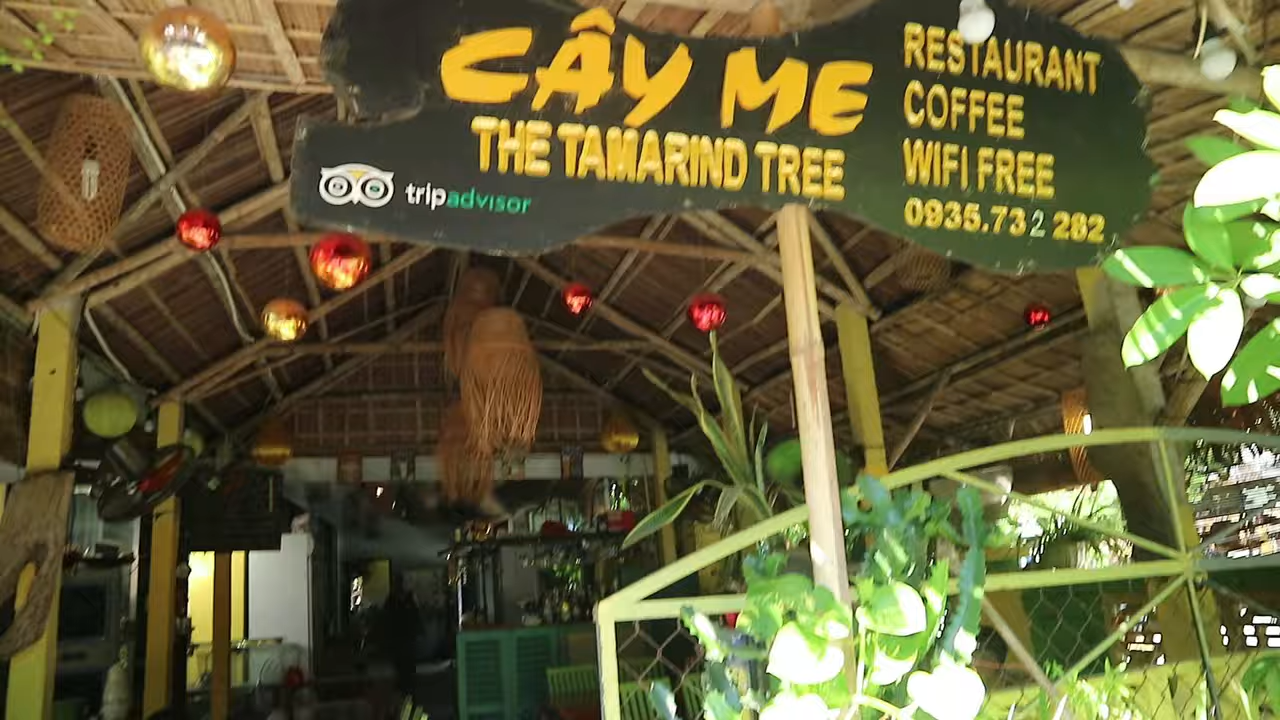 CÂY ME
THE TAMARIND TREE
tripadvisor
RESTAURANT
COFFEE
WIFI FREE
0935.732 282